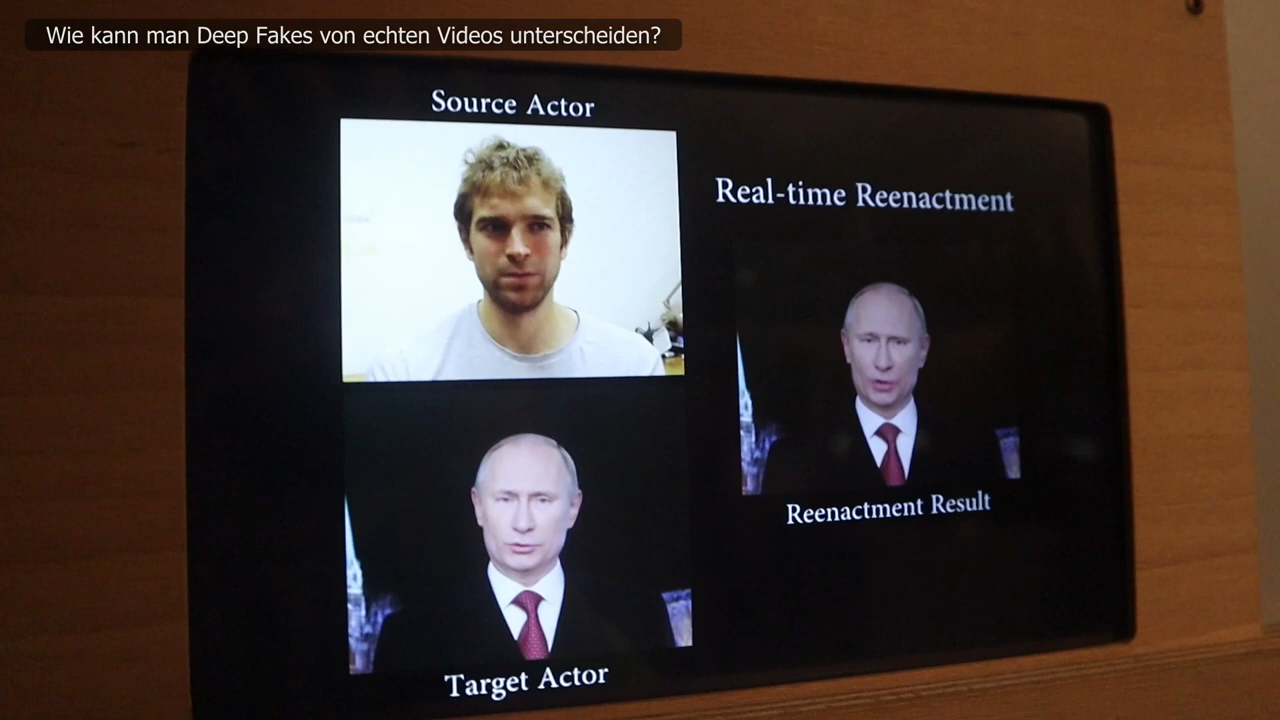 Wie kann man Deep Fakes von echten Videos unterscheiden?
Source Actor
Real-time Reenactment
Reenactment Result
Target Actor